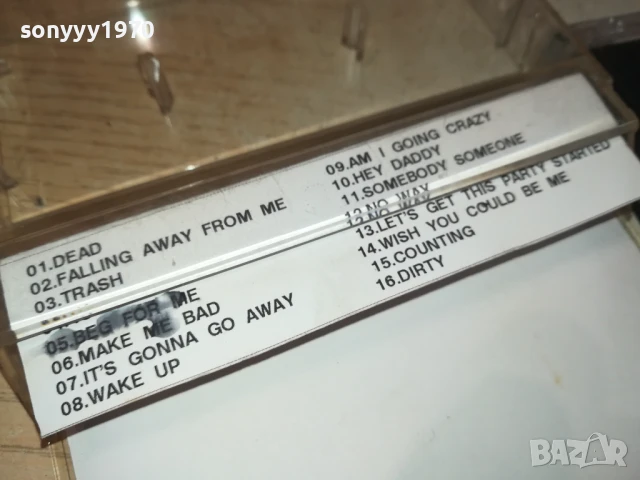 sonyyy1970
01.DEAD
02.FALLING AWAY FROM ME
03.TRASH
05.BEG FOR ME
06.MAKE ME BAD
07.IT'S GONNA GO AWAY
08.WAKE UP
09.AM I GOING CRAZY
10.HEY DADDY
11.SOMEBODY SOMEONE
12.NO WAY
13.LET'S GET THIS PARTY STARTED
14.WISH YOU COULD BE ME
15.COUNTING
16.DIRTY
BAZAR